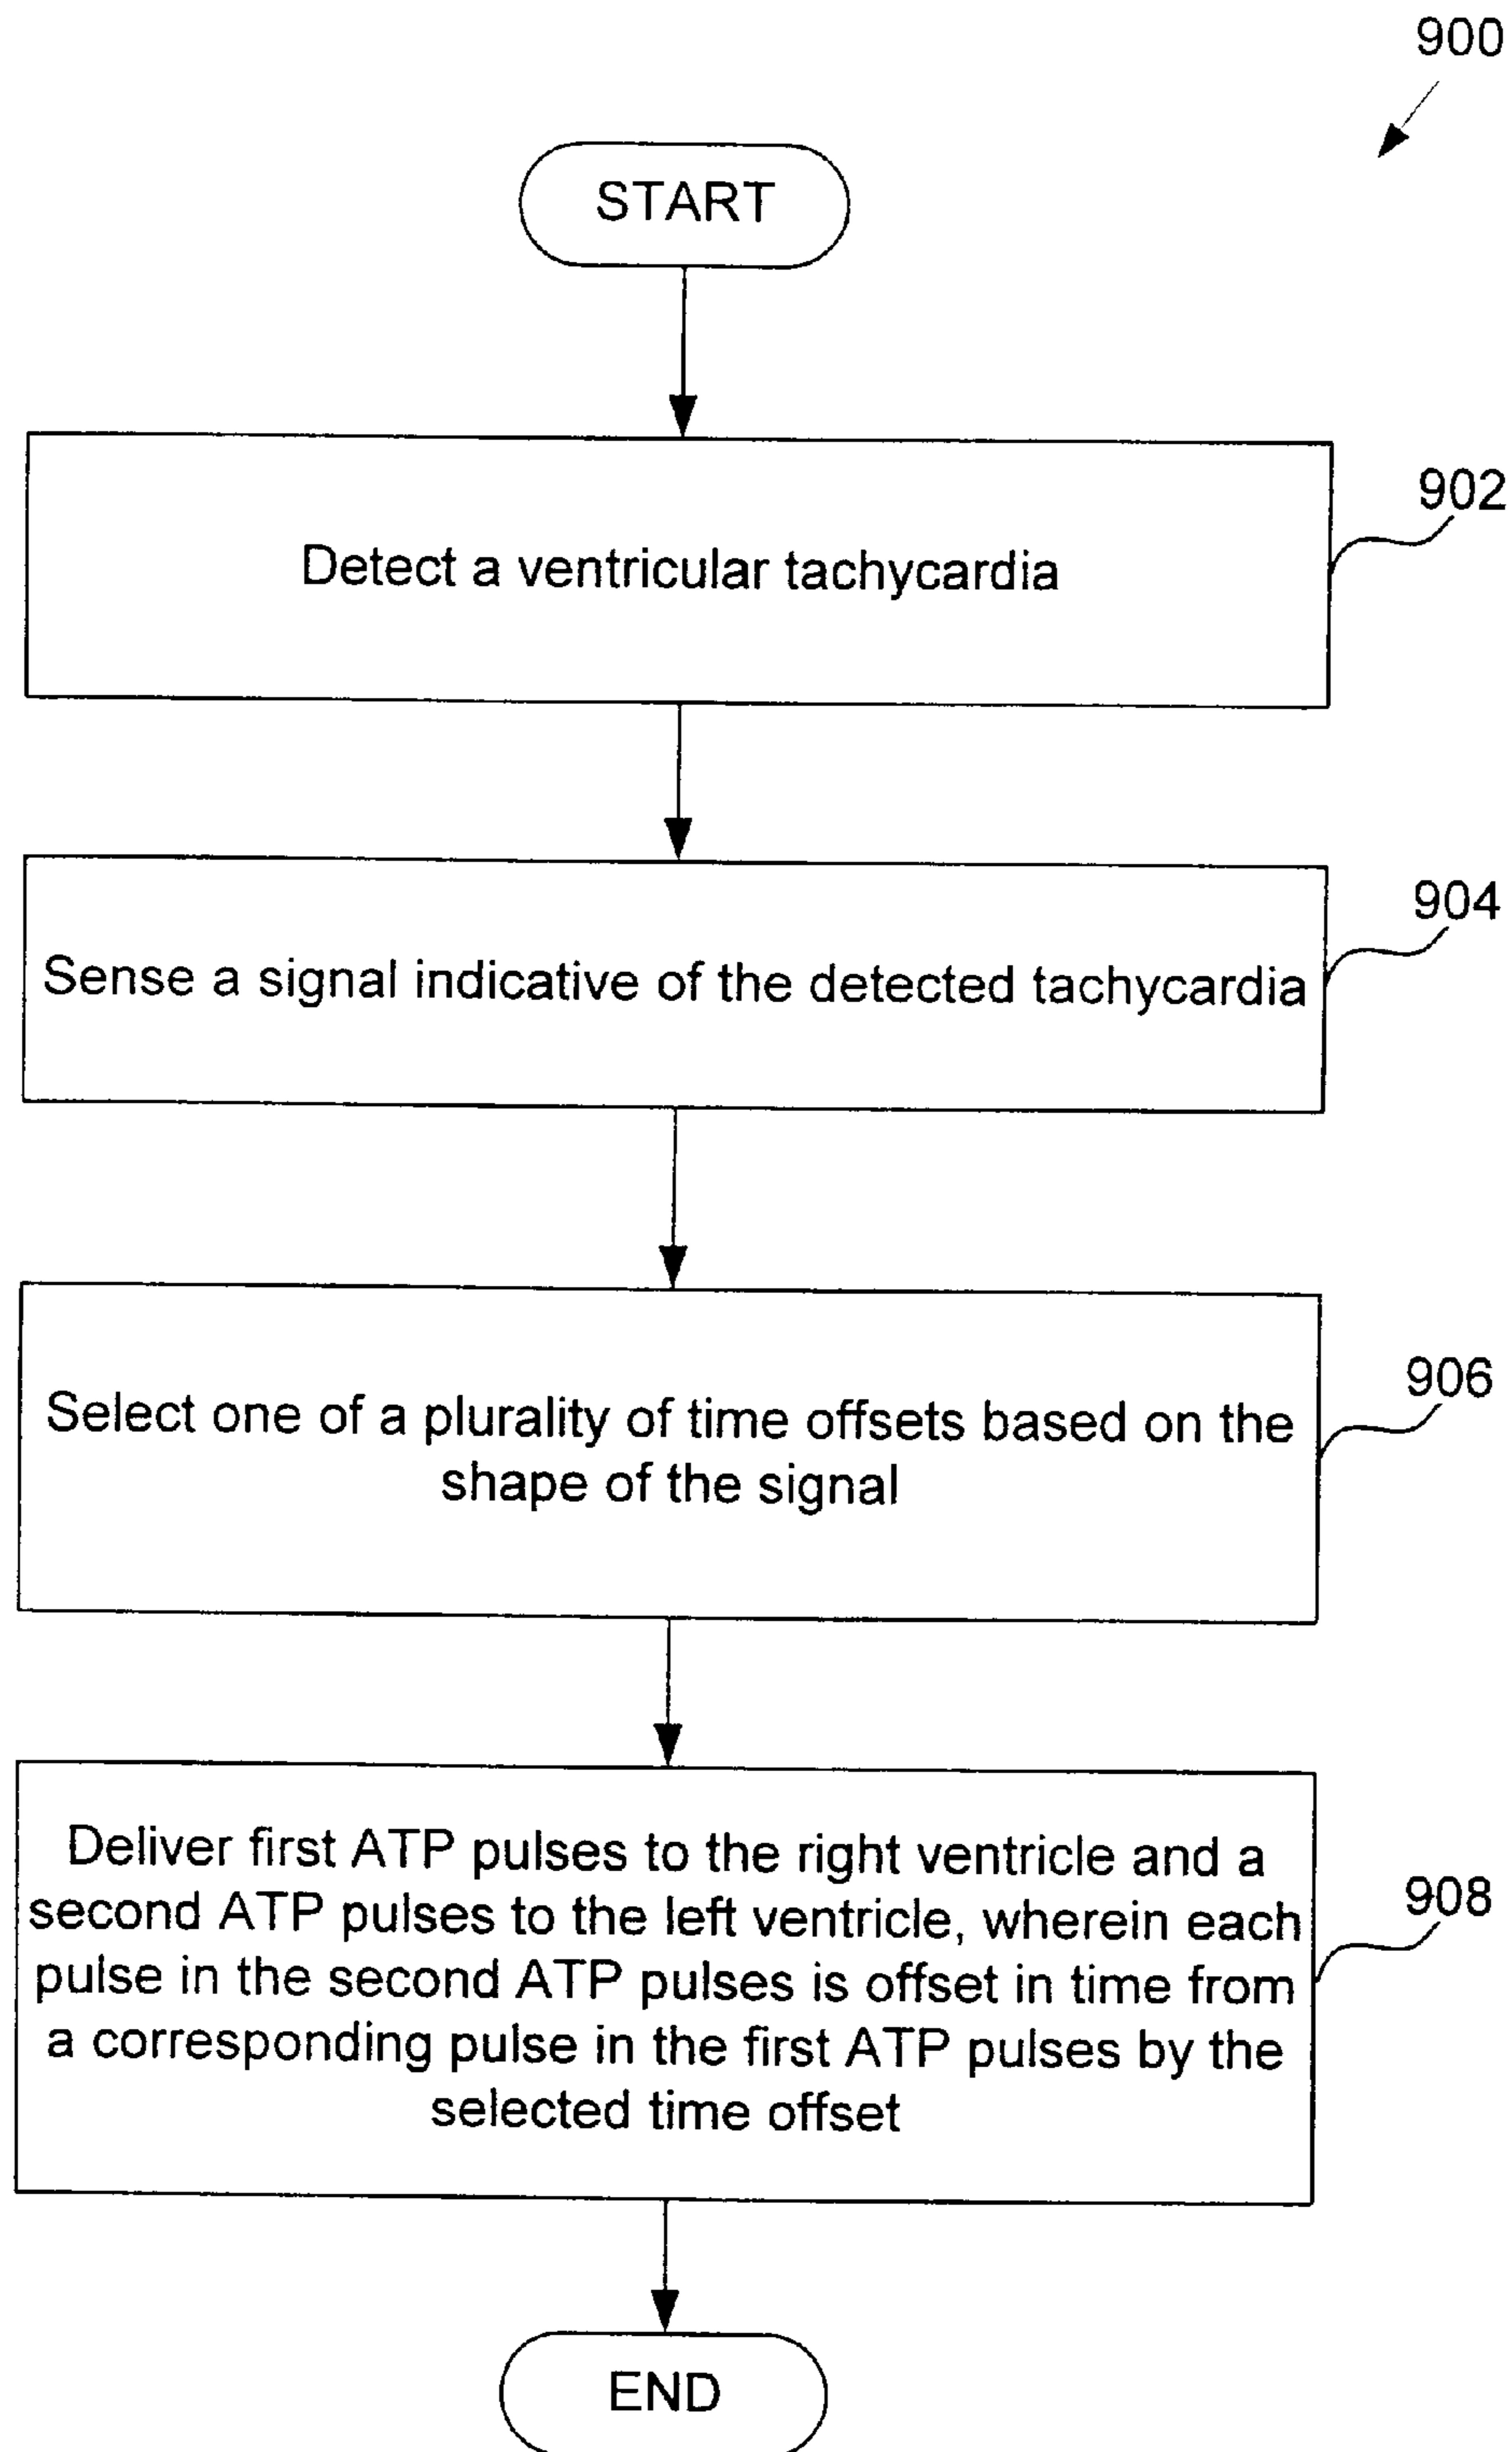 900
START
Detect a ventricular tachycardia
902
Sense a signal indicative of the detected tachycardia
904
Select one of a plurality of time offsets based on the
shape of the signal
906
Deliver first ATP pulses to the right ventricle and a
second ATP pulses to the left ventricle, wherein each
pulse in the second ATP pulses is offset in time from
a corresponding pulse in the first ATP pulses by the
selected time offset
908
END